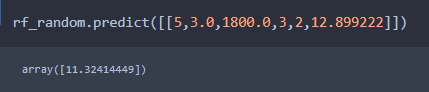 rf_random.predict([[5,3.0,1800.0,3,2,12.899222]])
array([11.32414449])